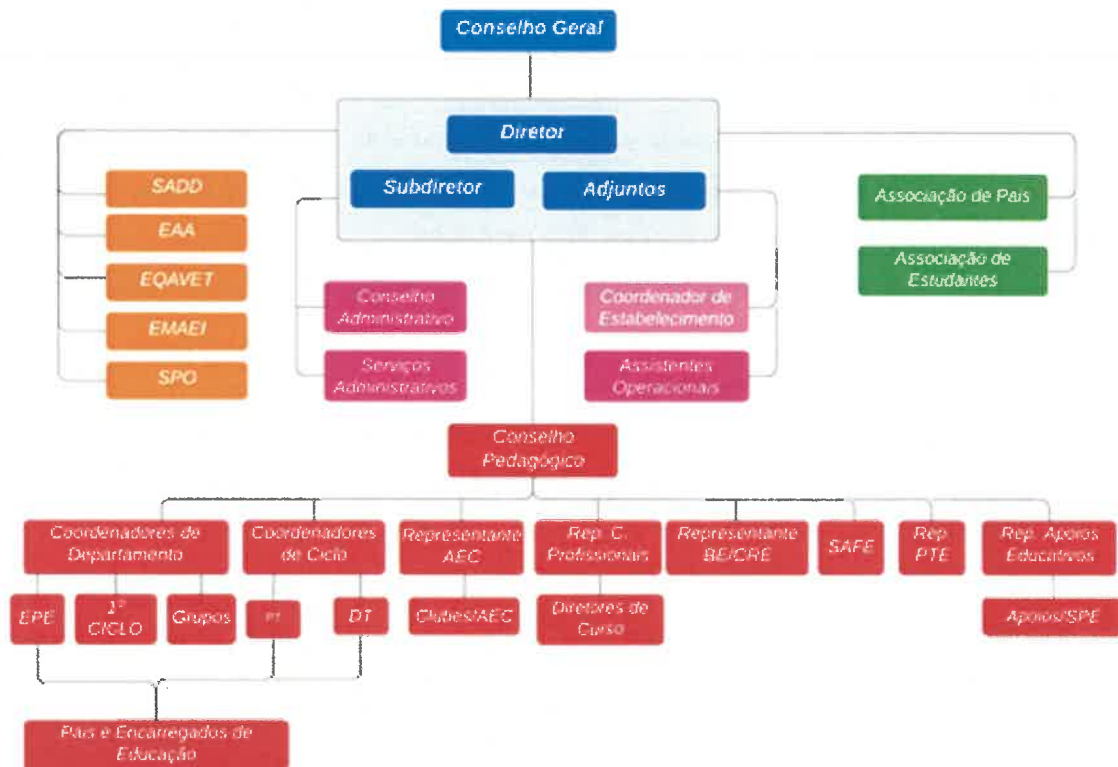 Conselho Geral
Diretor
Subdiretor
Adjuntos
SADD
EAA
EQAVET
EMAEI
SPO
Associação de Pais
Associação de
Estudantes
Conselho
Administrativo
Serviços
Administrativos
Coordenador de
Estabelecimento
Assistentes
Operacionais
Conselho
Pedagógico
Coordenadores de
Departamento
Coordenadores
de Ciclo
Representante
AEC
Rep. C.
Profissionais
Representante
BE/CRE
SAFE
Rep.
PTE
Rep. Apoios
Educativos
EPE
1º
CICLO
Grupos
PT
DT
Clubes/AEC
Diretores de
Curso
Apoios/SPE
Pais e Encarregados de
Educação